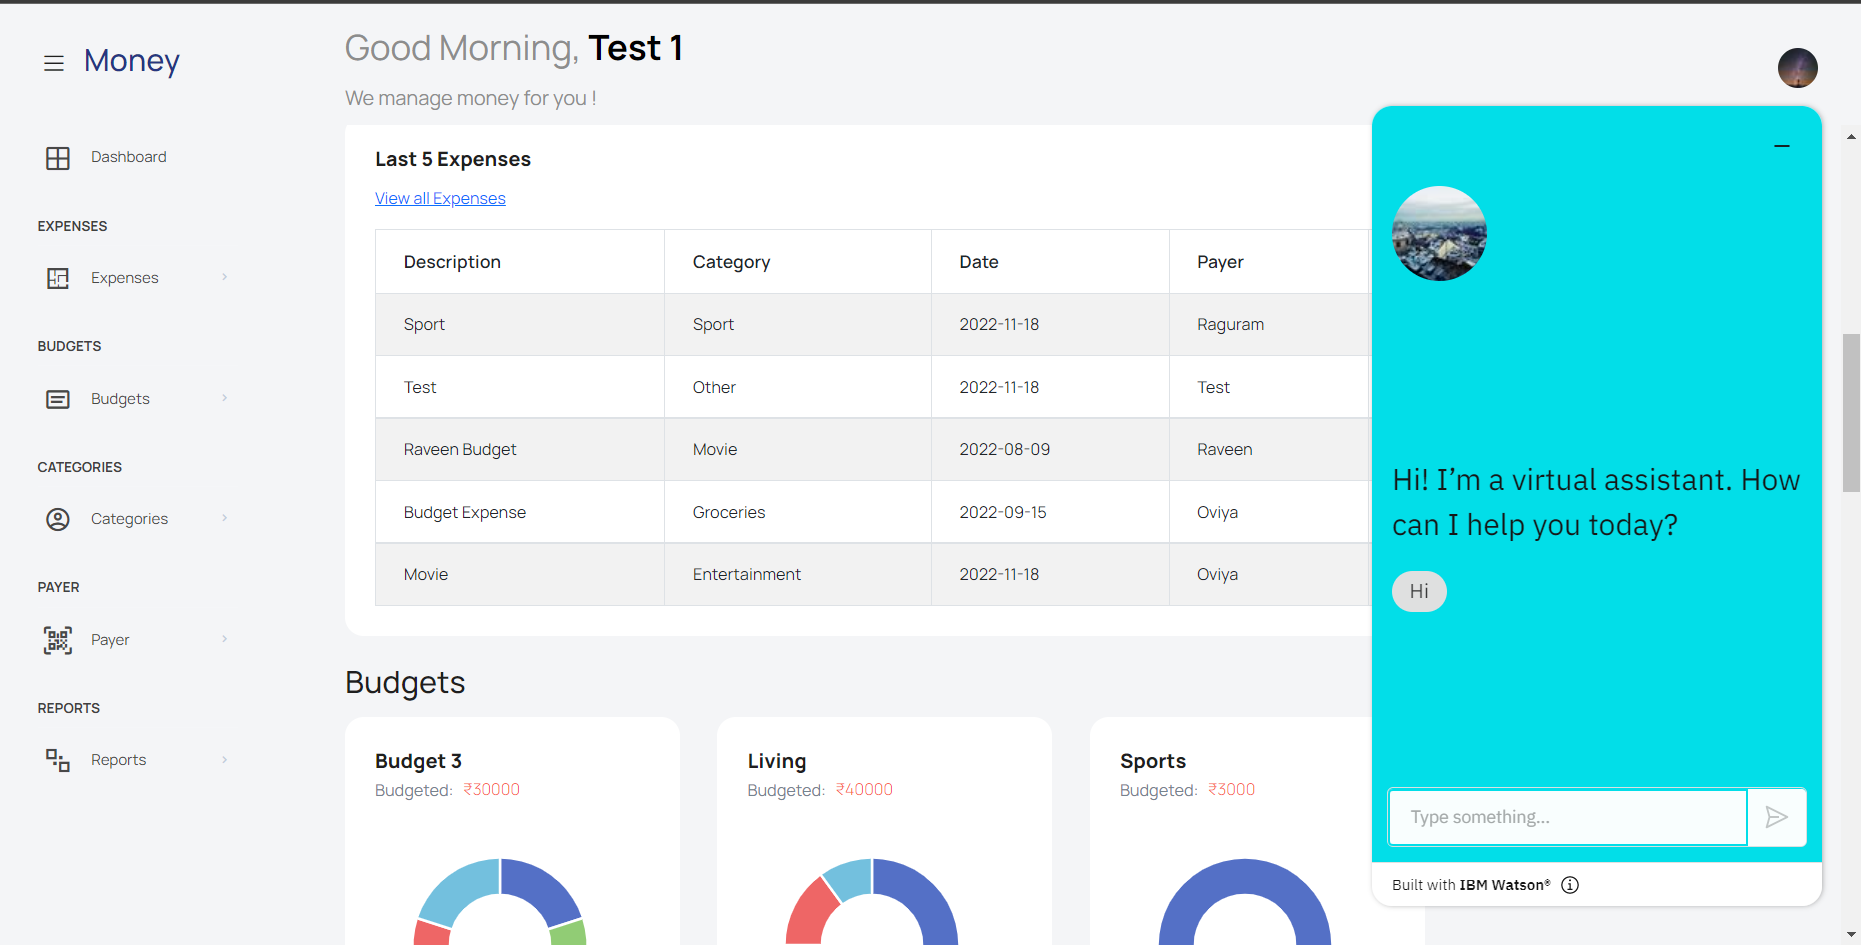 Money
Good Morning, Test 1
We manage money for you !
Dashboard
EXPENSES
Expenses
BUDGETS
Budgets
CATEGORIES
Categories
PAYER
Payer
REPORTS
Reports
Last 5 Expenses
View all Expenses
Description Category Date Payer
Sport Sport 2022-11-18 Raguram
Test Other 2022-11-18 Test
Raveen Budget Movie 2022-08-09 Raveen
Budget Expense Groceries 2022-09-15 Oviya
Movie Entertainment 2022-11-18 Oviya
Budgets
Budget 3
Budgeted: ₹30000
Living
Budgeted: ₹40000
Sports
Budgeted: ₹3000
Hi! I’m a virtual assistant. How
can I help you today?
Hi
Type something...
Built with IBM Watson®